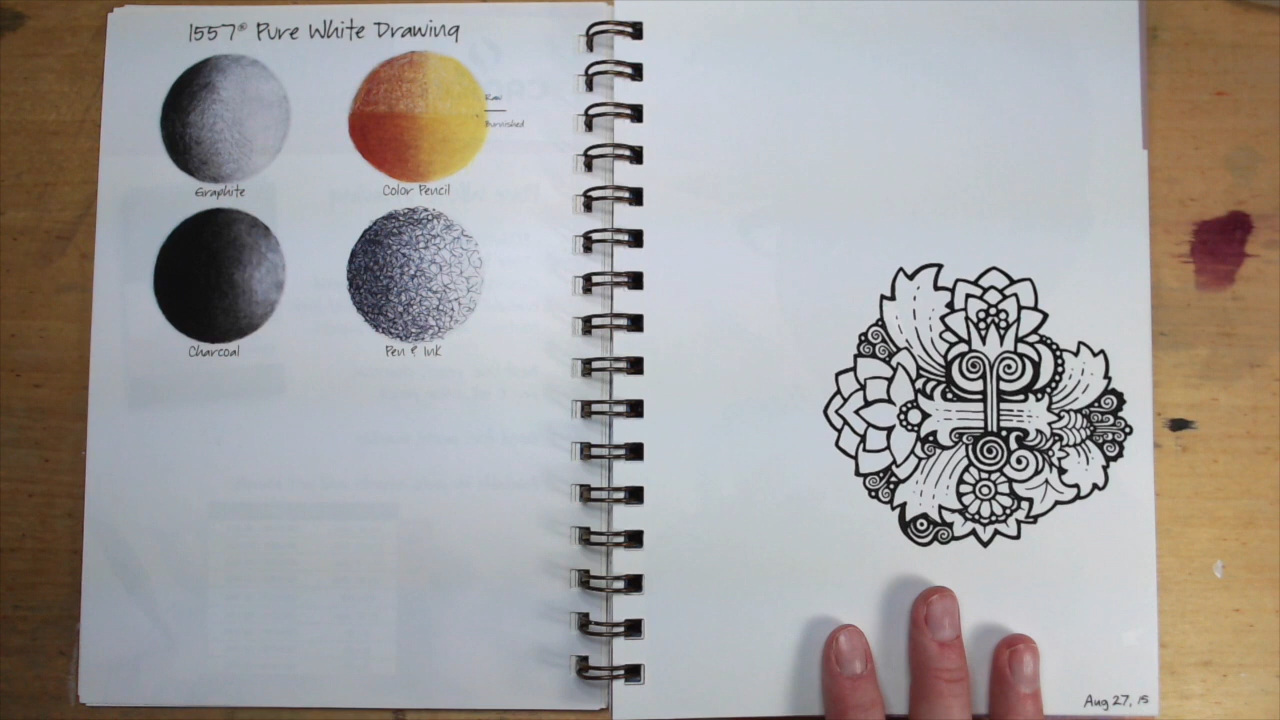 1557® Pure White Drawing
Raw
Burnished
Graphite
Color Pencil
Charcoal
Pen & Ink
Aug 27, 15